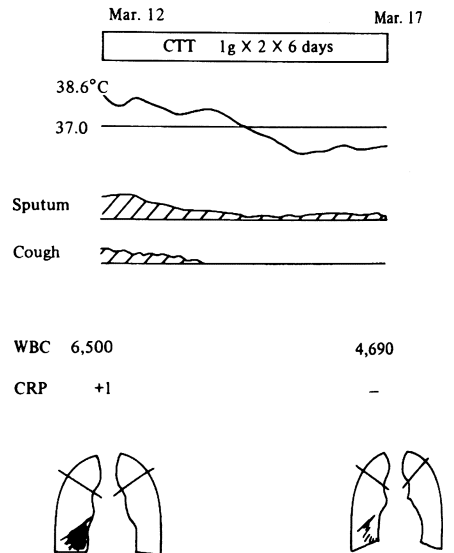 Mar. 12 Mar. 17
CTT 1g X 2 X 6 days
38.6°C
37.0
Sputum
Cough
WBC 6,500 4,690
CRP +1 –